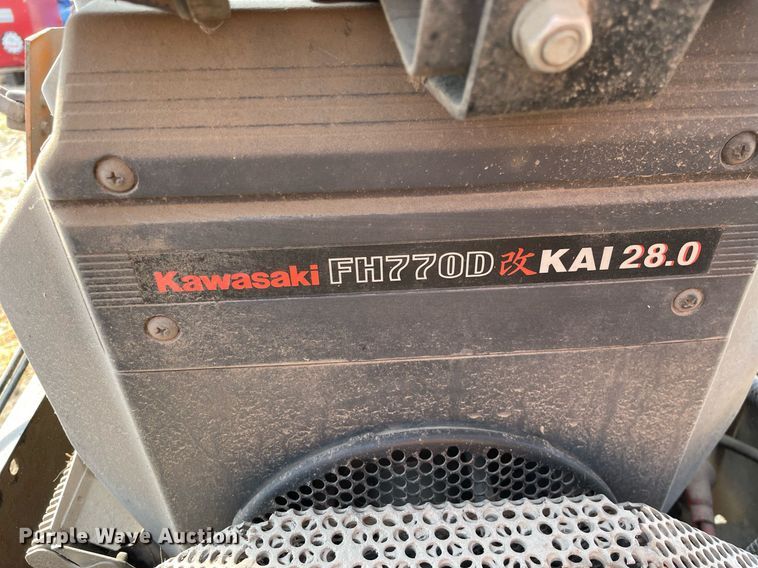 Kawasaki FH770D 改 KAI 28.0
Purple Wave Auction